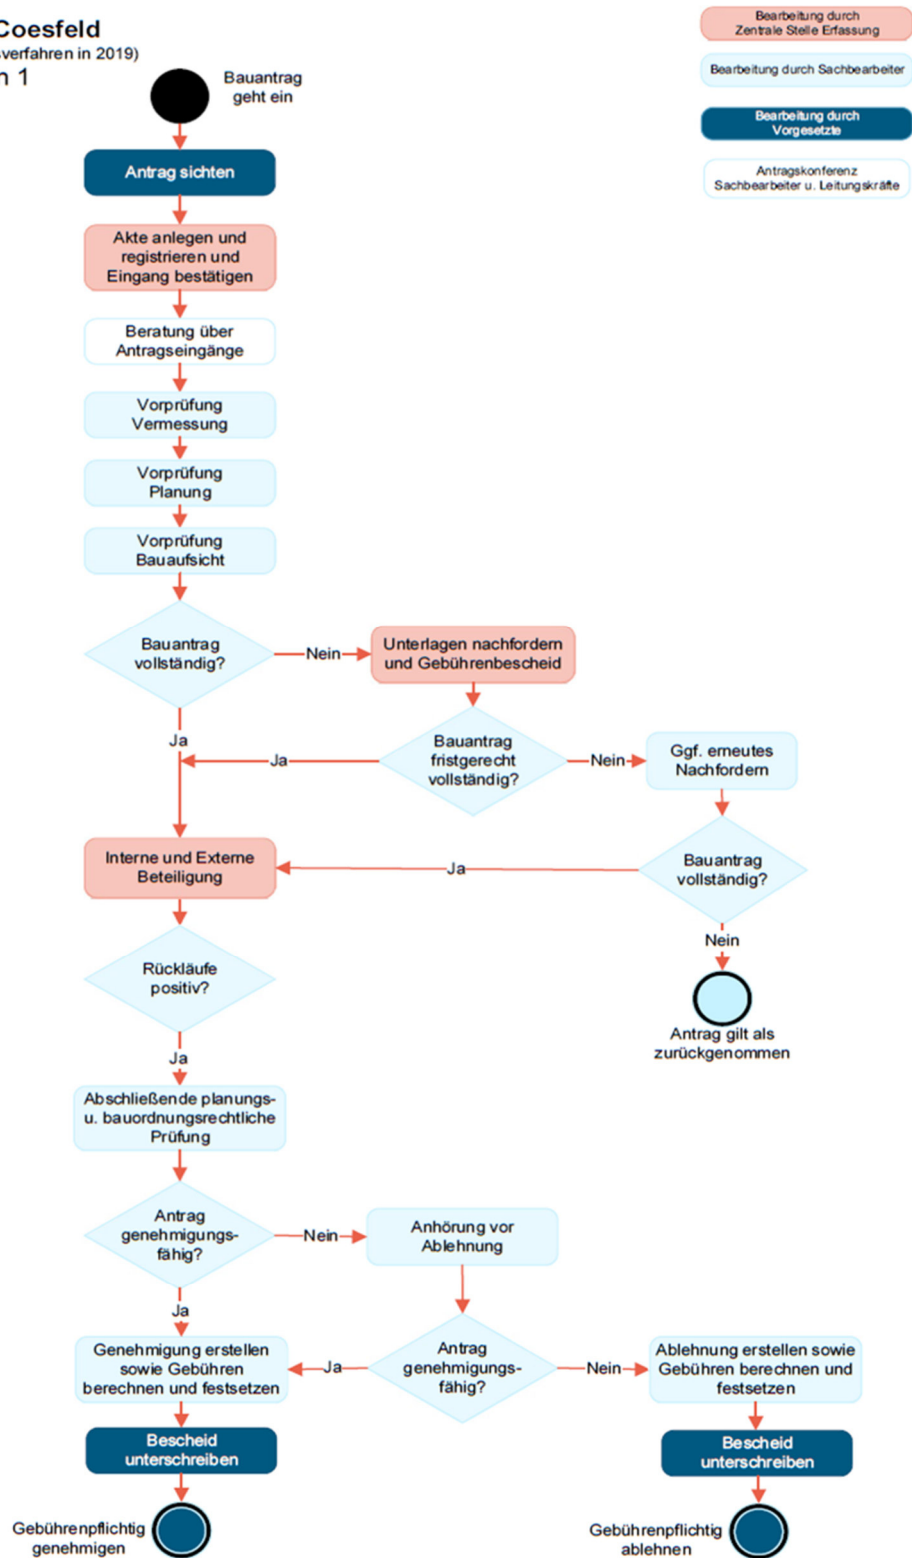 Coesfeld
sverfahren in 2019)
n 1
Bearbeitung durch
Zentrale Stelle Erfassung
Bearbeitung durch Sachbearbeiter
Bearbeitung durch
Vorgesetzte
Antragskonferenz
Sachbearbeiter u. Leitungskräfte
Bauantrag
geht ein
Antrag sichten
Akte anlegen und
registrieren und
Eingang bestätigen
Beratung über
Antragseingänge
Vorprüfung
Vermessung
Vorprüfung
Planung
Vorprüfung
Bauaufsicht
Bauantrag
vollständig?
Nein
Unterlagen nachfordern
und Gebührenbescheid
Ja
Bauantrag
fristgerecht
vollständig?
Ja
Nein
Ggf. erneutes
Nachfordern
Interne und Externe
Beteiligung
Ja
Bauantrag
vollständig?
Nein
Antrag gilt als
zurückgenommen
Rückläufe
positiv?
Ja
Abschließende planungs-
u. bauordnungsrechtliche
Prüfung
Antrag
genehmigungs-
fähig?
Nein
Anhörung vor
Ablehnung
Ja
Genehmigung erstellen
sowie Gebühren
berechnen und festsetzen
Ja
Antrag
genehmigungs-
fähig?
Nein
Ablehnung erstellen sowie
Gebühren berechnen und
festsetzen
Bescheid
unterschreiben
Bescheid
unterschreiben
Gebührenpflichtig
genehmigen
Gebührenpflichtig
ablehnen